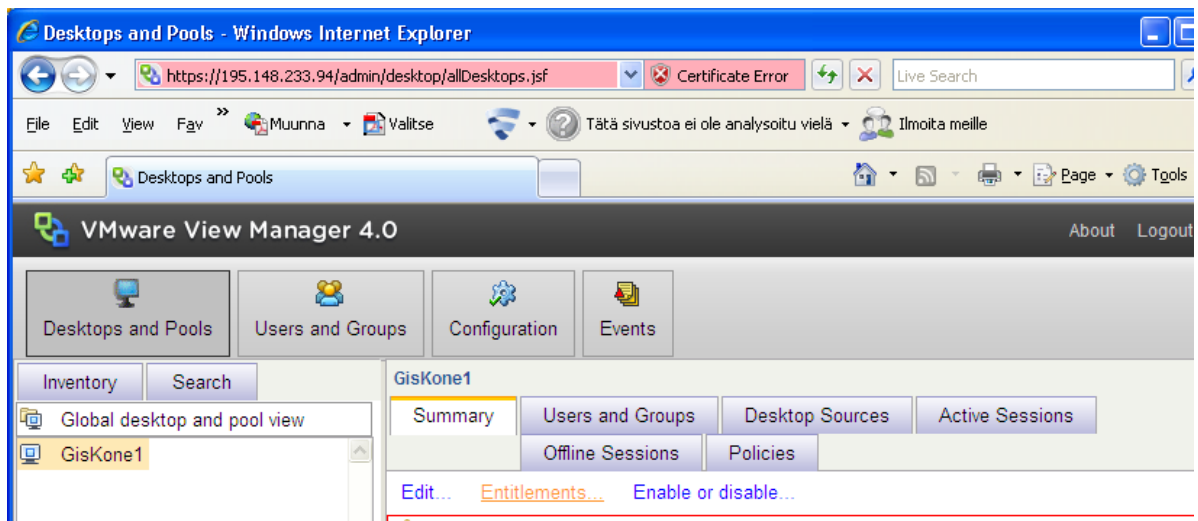 Desktops and Pools - Windows Internet Explorer
https://195.148.233.94/admin/desktop/allDesktops.jsf Certificate Error Live Search
File Edit View Fav » Muunna Valitse Tätä sivustoa ei ole analysoitu vielä Ilmoita meille
Desktops and Pools Page Tools
VMware View Manager 4.0 About Logout
Desktops and Pools Users and Groups Configuration Events
Inventory Search GisKone1
Global desktop and pool view Summary Users and Groups Desktop Sources Active Sessions
GisKone1 Offline Sessions Policies
Edit... Entitlements... Enable or disable...